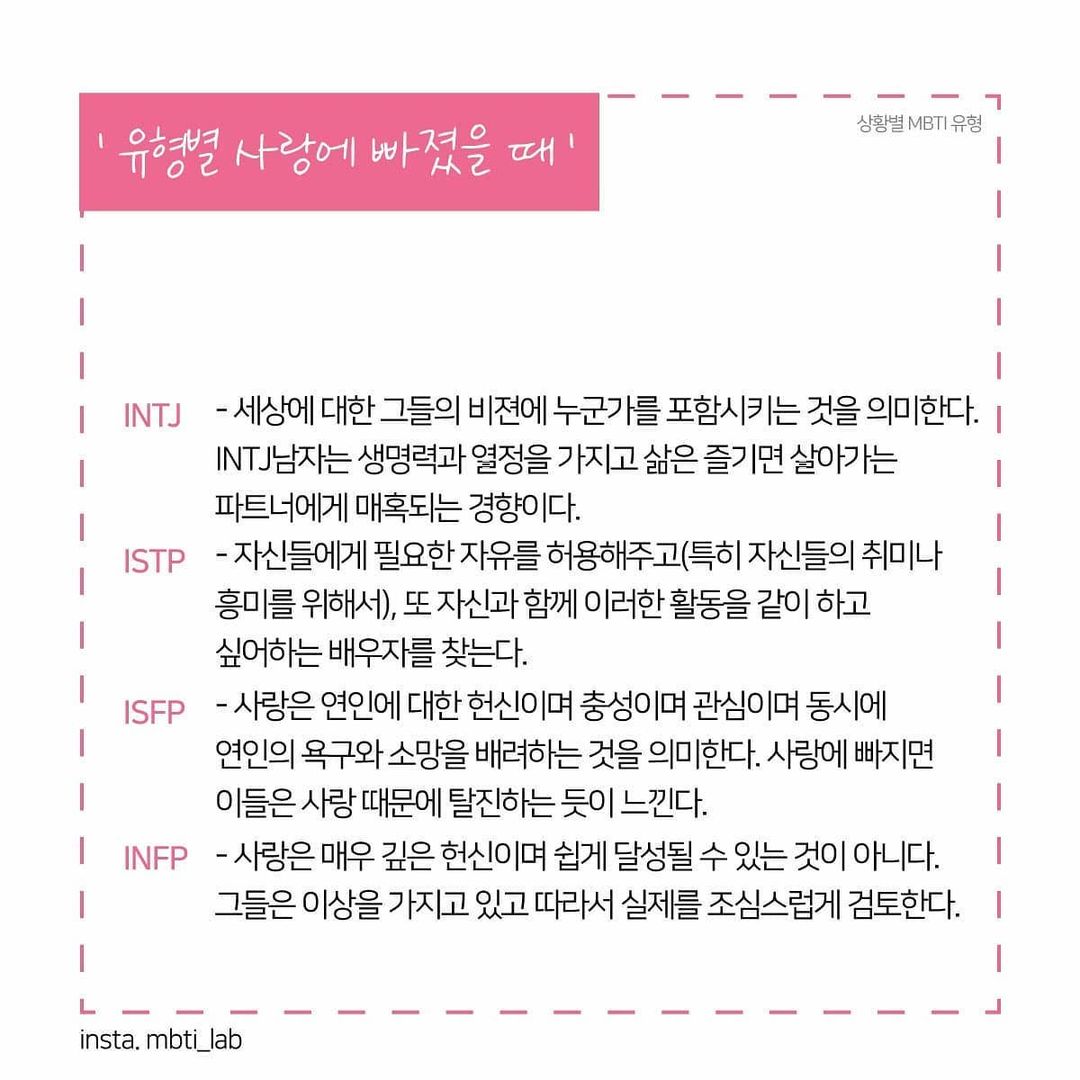 ' 유형별 사랑에 빠졌을 때 '
상황별 MBTI 유형
INTJ - 세상에 대한 그들의 비젼에 누군가를 포함시키는 것을 의미한다.
INTJ남자는 생명력과 열정을 가지고 삶은 즐기면 살아가는
파트너에게 매혹되는 경향이다.
ISTP - 자신들에게 필요한 자유를 허용해주고(특히 자신들의 취미나
흥미를 위해서), 또 자신과 함께 이러한 활동을 같이 하고
싶어하는 배우자를 찾는다.
ISFP - 사랑은 연인에 대한 헌신이며 충성이며 관심이며 동시에
연인의 욕구와 소망을 배려하는 것을 의미한다. 사랑에 빠지면
이들은 사랑 때문에 탈진하는 듯이 느낀다.
INFP - 사랑은 매우 깊은 헌신이며 쉽게 달성될 수 있는 것이 아니다.
그들은 이상을 가지고 있고 따라서 실제를 조심스럽게 검토한다.
insta. mbti_lab